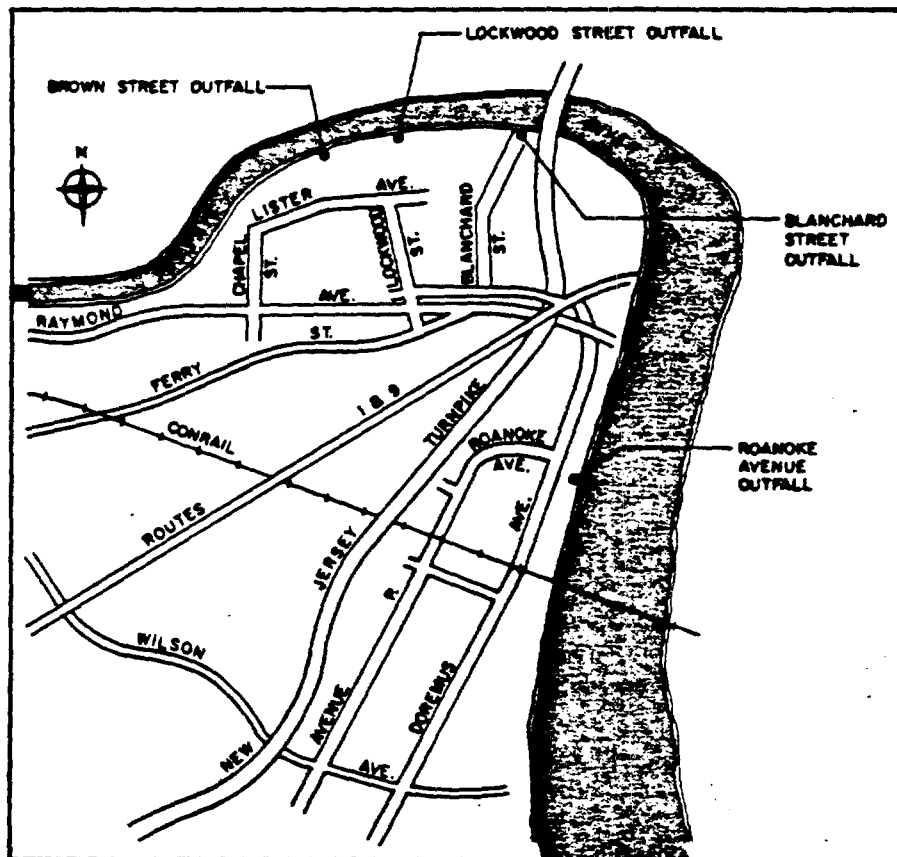 LOCKWOOD STREET OUTFALL
BROWN STREET OUTFALL
N
LISTER AVE.
CHAPEL ST.
LOCKWOOD ST.
BLANCHARD ST.
BLANCHARD
STREET
OUTFALL
RAYMOND AVE.
FERRY ST.
ROUTES 1 & 9
CONRAIL
NEW JERSEY TURNPIKE
ROANOKE
AVE.
ROANOKE
AVENUE
OUTFALL
AVENUE P.
DOREMUS AVE.
WILSON AVE.